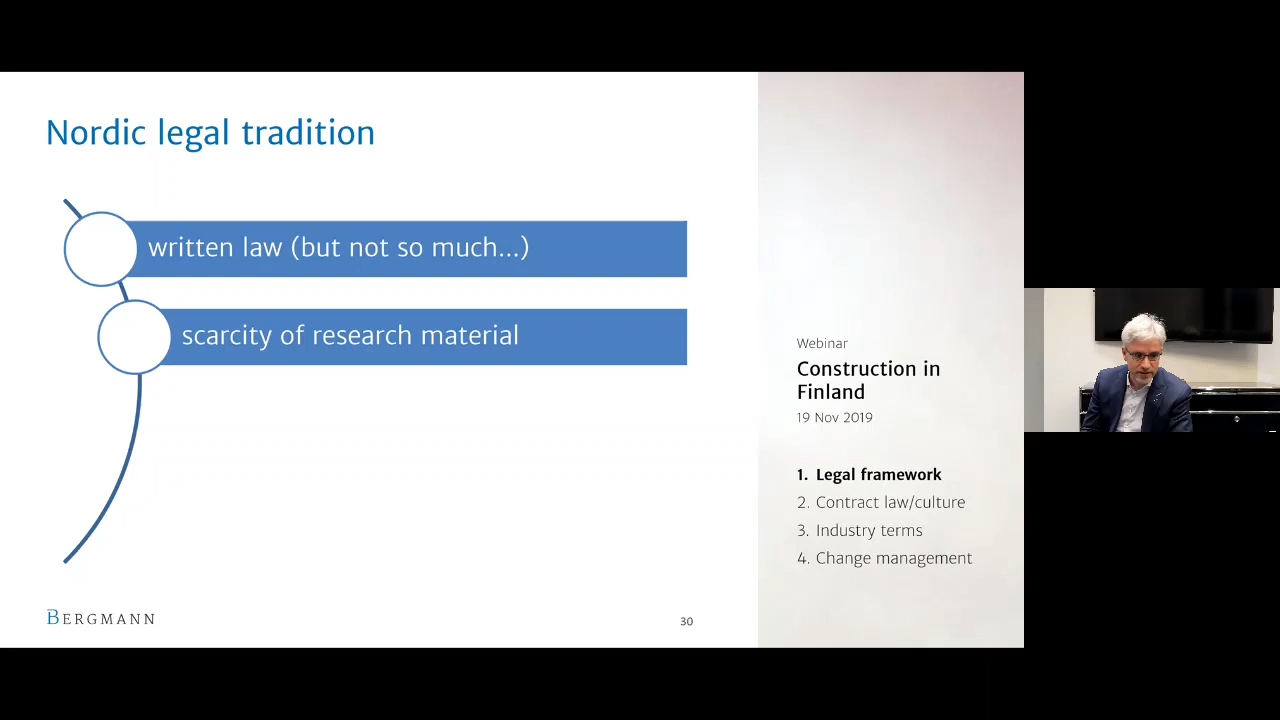 Nordic legal tradition
written law (but not so much...)
scarcity of research material
BERGMANN
30
Webinar
Construction in
Finland
19 Nov 2019
1. Legal framework
2. Contract law/culture
3. Industry terms
4. Change management